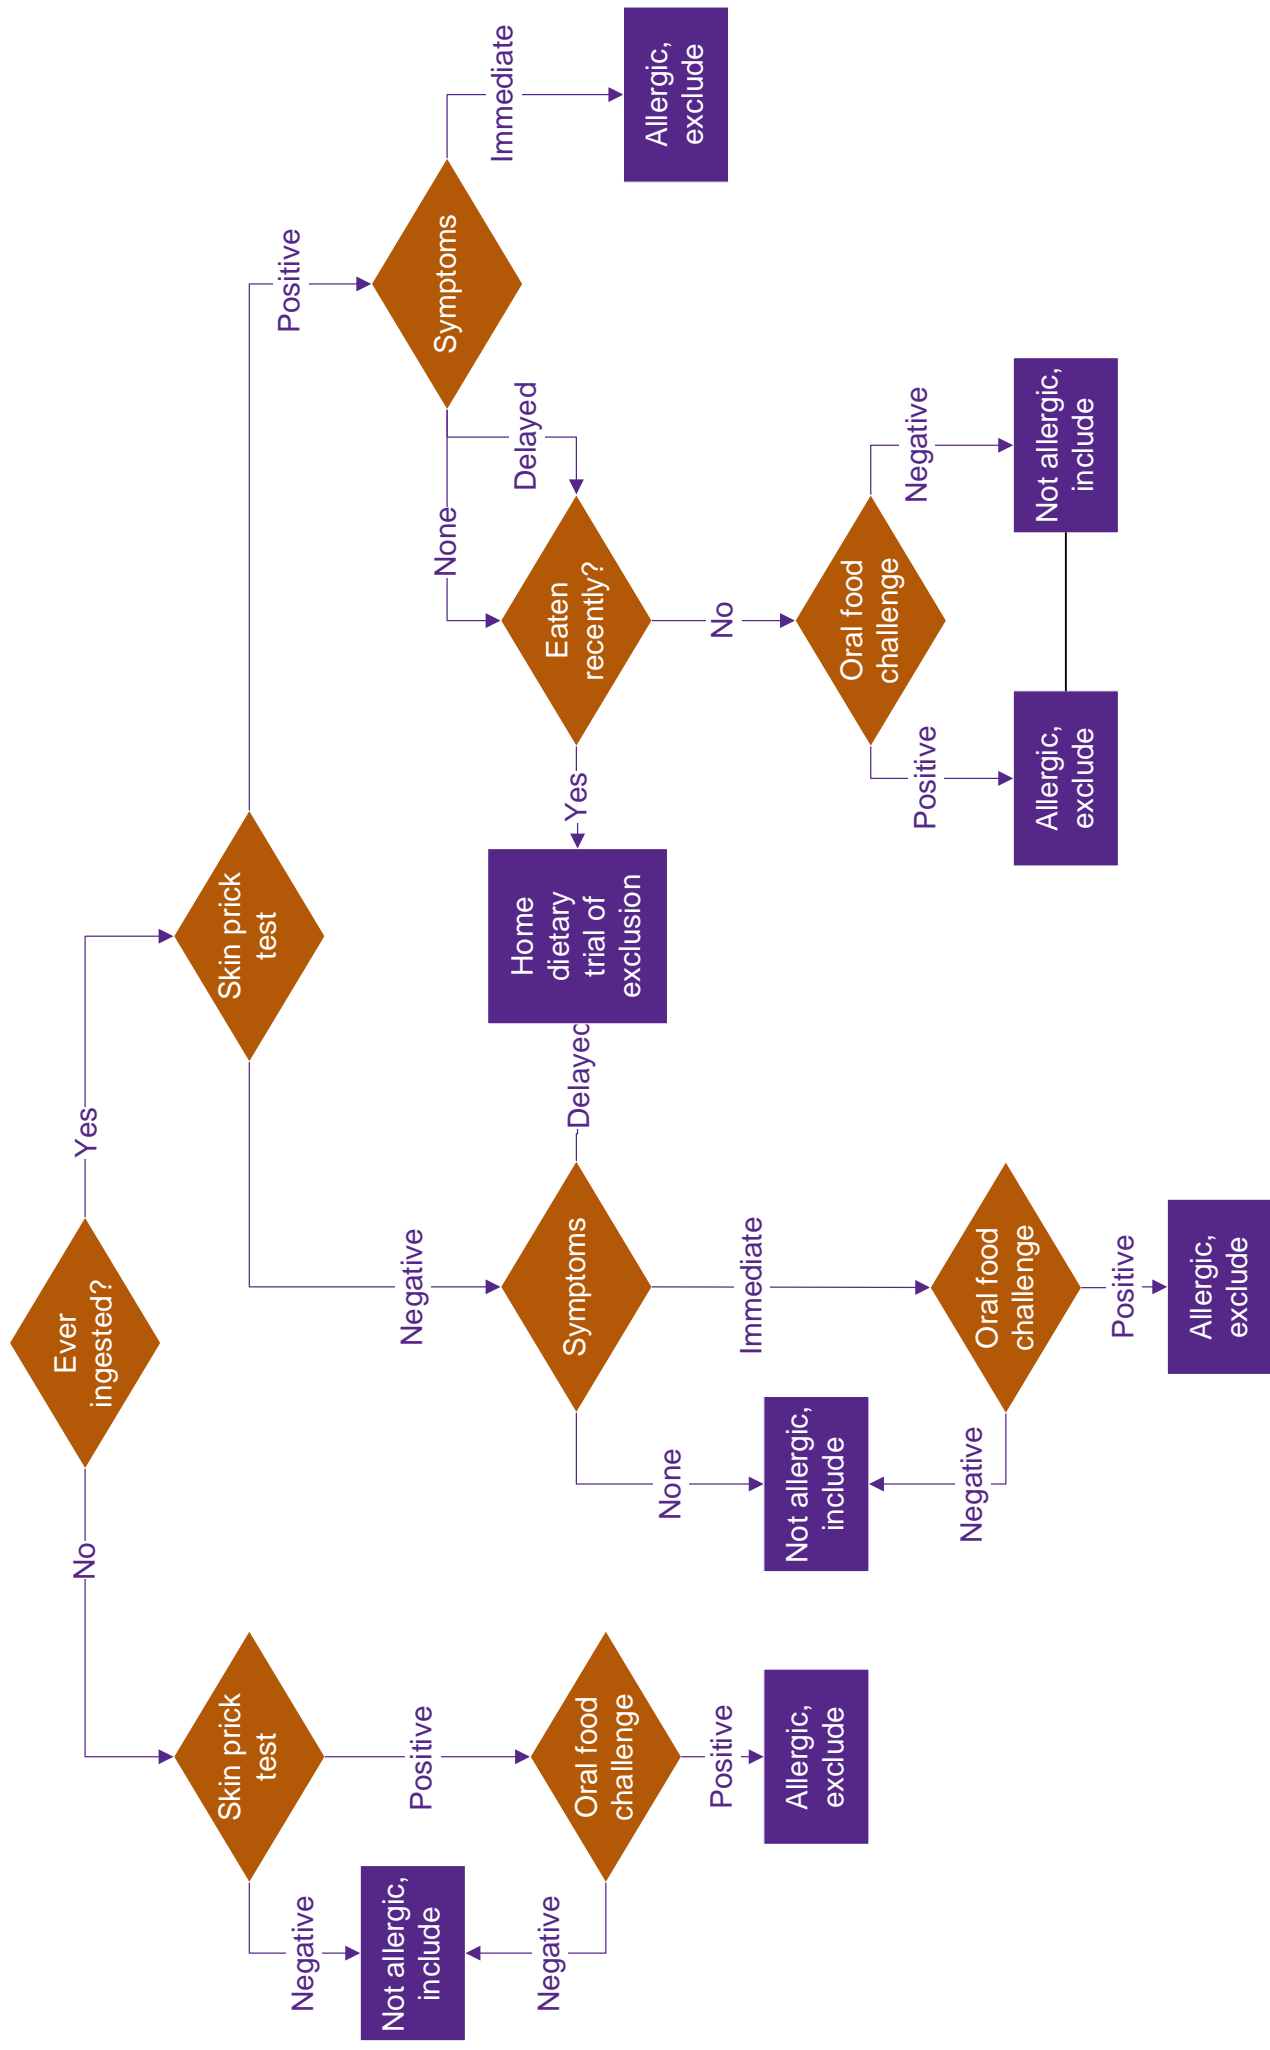 Ever
ingested?
No
Yes
Skin prick
test
Skin prick
test
Negative
Positive
Negative
Positive
Not allergic,
include
Symptoms
Negative
Oral food
challenge
None
Delayed
Immediate
Symptoms
Home
dietary
trial of
exclusion
Yes
Eaten
recently?
None
Delayed
Immediate
Allergic,
exclude
Positive
Allergic,
exclude
Not allergic,
include
No
Oral food
challenge
Negative
Oral food
challenge
Positive
Negative
Positive
Allergic,
exclude
Allergic,
exclude
Not allergic,
include